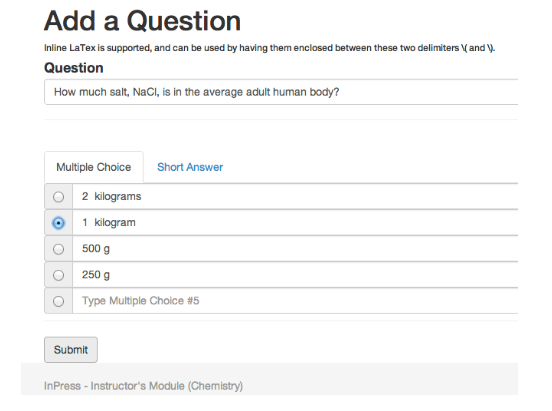 Add a Question
Inline LaTex is supported, and can be used by having them enclosed between these two delimiters \( and \).
Question
How much salt, NaCl, is in the average adult human body?
Multiple Choice Short Answer
2 kilograms
1 kilogram
500 g
250 g
Type Multiple Choice #5
Submit
InPress - Instructor's Module (Chemistry)